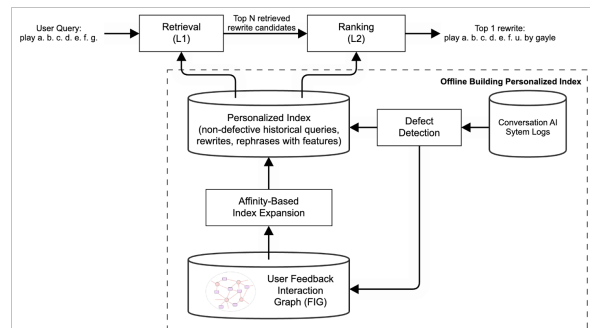 User Query:
play a. b. c. d. e. f. g.
Retrieval
(L1)
Top N retrieved
rewrite candidates
Ranking
(L2)
Top 1 rewrite:
play a. b. c. d. e. f. u. by gayle
Offline Building Personalized Index
Personalized Index
(non-defective historical queries,
rewrites, rephrases with features)
Defect
Detection
Conversation AI
Sytem Logs
Affinity-Based
Index Expansion
User Feedback
Interaction
Graph (FIG)